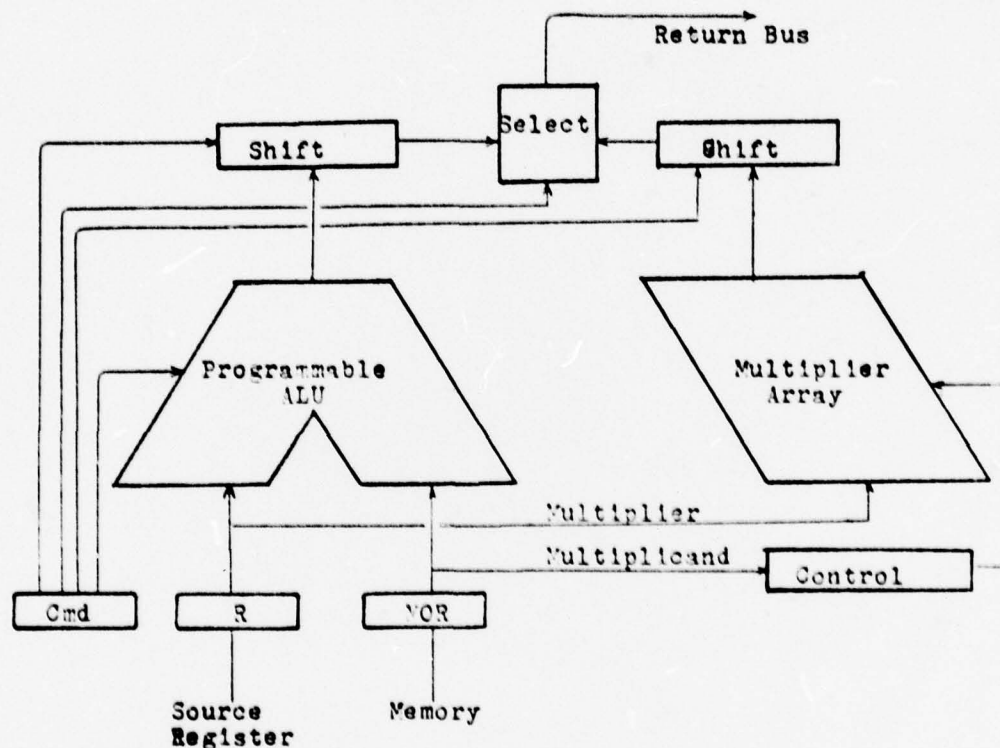 Return Bus
Select
Shift
Shift
Programmable
ALU
Multiplier
Array
Multiplier
Multiplicand
Control
Cmd
R
Source
Register
Memory